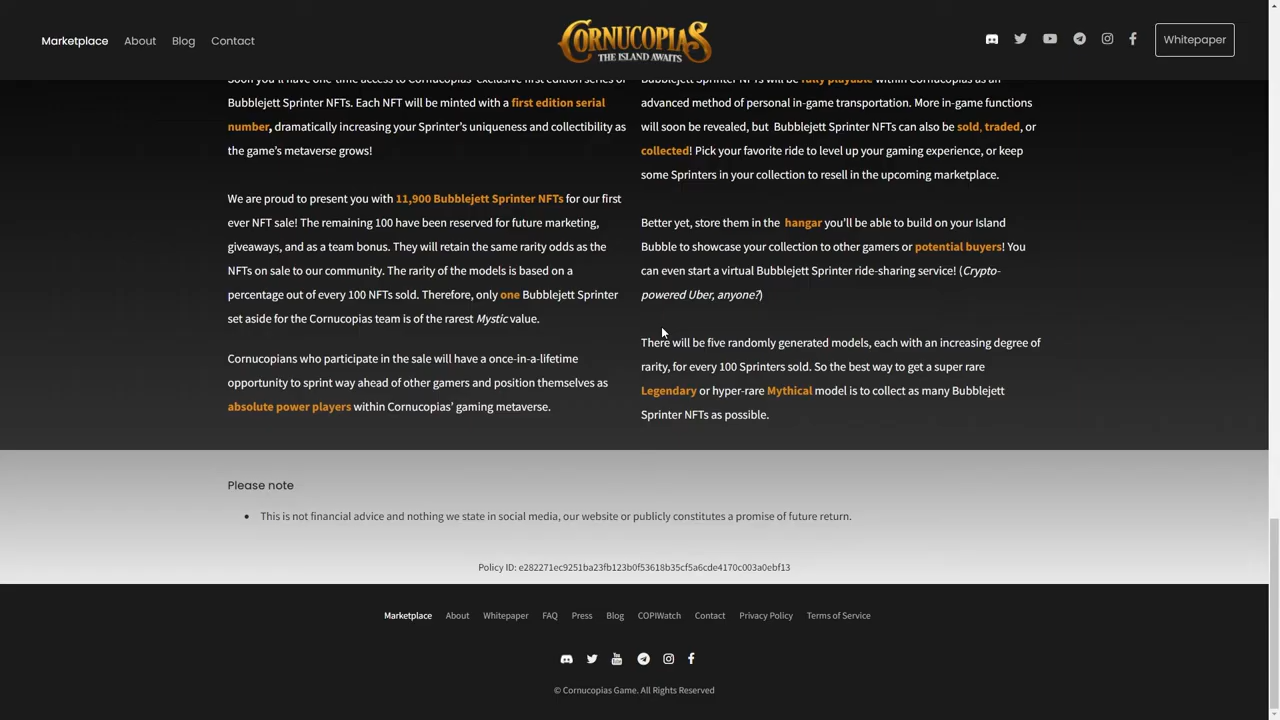 Marketplace About Blog Contact
CORNUCOPIAS
THE ISLAND AWAITS
Whitepaper
Soon you'll have one-time access to Cornucopias' exclusive first edition series of
Bubblejett Sprinter NFTs. Each NFT will be minted with a first edition serial
number, dramatically increasing your Sprinter's uniqueness and collectibility as
the game's metaverse grows!
We are proud to present you with 11,900 Bubblejett Sprinter NFTs for our first
ever NFT sale! The remaining 100 have been reserved for future marketing,
giveaways, and as a team bonus. They will retain the same rarity odds as the
NFTs on sale to our community. The rarity of the models is based on a
percentage out of every 100 NFTs sold. Therefore, only one Bubblejett Sprinter
set aside for the Cornucopias team is of the rarest Mystic value.
Cornucopians who participate in the sale will have a once-in-a-lifetime
opportunity to sprint way ahead of other gamers and position themselves as
absolute power players within Cornucopias' gaming metaverse.
Bubblejett Sprinter NFTs will be fully playable within Cornucopias as an
advanced method of personal in-game transportation. More in-game functions
will soon be revealed, but Bubblejett Sprinter NFTs can also be sold, traded, or
collected! Pick your favorite ride to level up your gaming experience, or keep
some Sprinters in your collection to resell in the upcoming marketplace.
Better yet, store them in the hangar you'll be able to build on your Island
Bubble to showcase your collection to other gamers or potential buyers! You
can even start a virtual Bubblejett Sprinter ride-sharing service! (Crypto-
powered Uber, anyone?)
There will be five randomly generated models, each with an increasing degree of
rarity, for every 100 Sprinters sold. So the best way to get a super rare
Legendary or hyper-rare Mythical model is to collect as many Bubblejett
Sprinter NFTs as possible.
Please note
• This is not financial advice and nothing we state in social media, our website or publicly constitutes a promise of future return.
Policy ID: e282271ec9251ba23fb123b0f53618b35cf5a6cde4170c003a0ebf13
Marketplace About Whitepaper FAQ Press Blog COPIWatch Contact Privacy Policy Terms of Service
© Cornucopias Game. All Rights Reserved